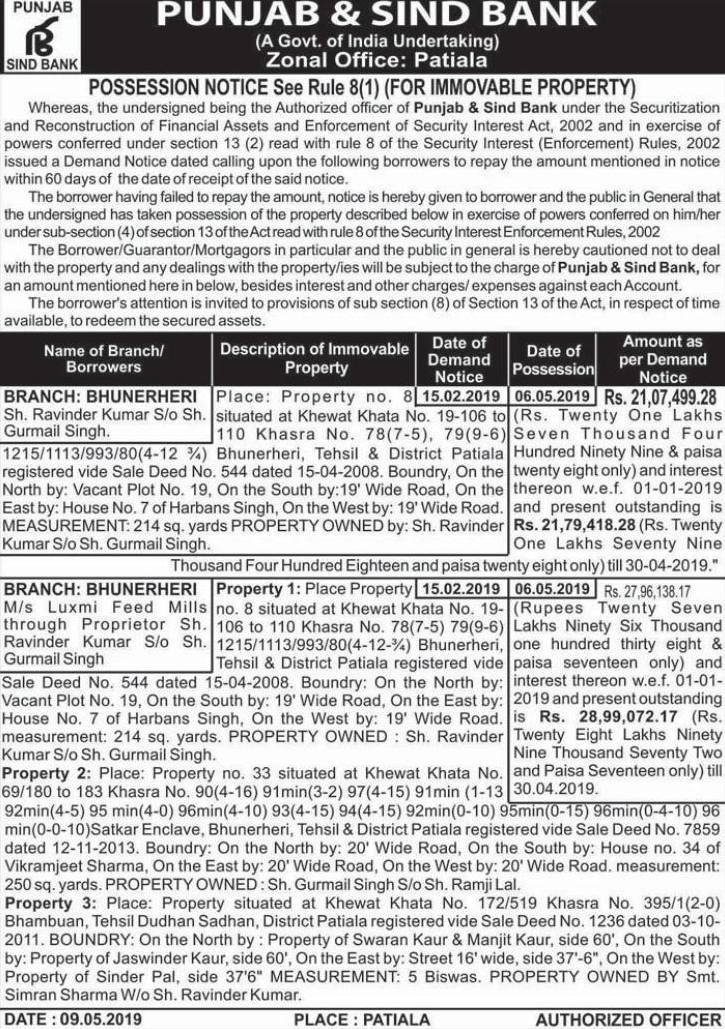 PUNJAB
SIND BANK
PUNJAB & SIND BANK
(A Govt. of India Undertaking)
Zonal Office: Patiala
POSSESSION NOTICE See Rule 8(1) (FOR IMMOVABLE PROPERTY)
Whereas, the undersigned being the Authorized officer of Punjab & Sind Bank under the Securitization
and Reconstruction of Financial Assets and Enforcement of Security Interest Act, 2002 and in exercise of
powers conferred under section 13 (2) read with rule 8 of the Security Interest (Enforcement) Rules, 2002
issued a Demand Notice dated calling upon the following borrowers to repay the amount mentioned in notice
within 60 days of the date of receipt of the said notice.
The borrower having failed to repay the amount, notice is hereby given to borrower and the public in General that
the undersigned has taken possession of the property described below in exercise of powers conferred on him/her
under sub-section (4) of section 13 of the Act read with rule 8 of the Security Interest Enforcement Rules, 2002
The Borrower/Guarantor/Mortgagors in particular and the public in general is hereby cautioned not to deal
with the property and any dealings with the property/ies will be subject to the charge of Punjab & Sind Bank, for
an amount mentioned here in below, besides interest and other charges/ expenses against each Account.
The borrower's attention is invited to provisions of sub section (8) of Section 13 of the Act, in respect of time
available, to redeem the secured assets.
Name of Branch/
Borrowers
Description of Immovable
Property
Date of
Demand
Notice
Date of
Possession
Amount as
per Demand
Notice
BRANCH: BHUNERHERI
Sh. Ravinder Kumar S/o Sh.
Gurmail Singh.
Place: Property no. 8
situated at Khewat Khata No. 19-106 to
110 Khasra No. 78(7-5), 79(9-6)
1215/1113/993/80(4-12 ¾) Bhunerheri, Tehsil & District Patiala
registered vide Sale Deed No. 544 dated 15-04-2008. Boundry, On the
North by: Vacant Plot No. 19, On the South by:19' Wide Road, On the
East by: House No. 7 of Harbans Singh, On the West by: 19' Wide Road.
MEASUREMENT: 214 sq. yards PROPERTY OWNED by: Sh. Ravinder
Kumar S/o Sh. Gurmail Singh.
15.02.2019
06.05.2019
Rs. 21,07,499.28
(Rs. Twenty One Lakhs
Seven Thousand Four
Hundred Ninety Nine & paisa
twenty eight only) and interest
thereon w.e.f. 01-01-2019
and present outstanding is
Rs. 21,79,418.28 (Rs. Twenty
One Lakhs Seventy Nine
Thousand Four Hundred Eighteen and paisa twenty eight only) till 30-04-2019."
BRANCH: BHUNERHERI
M/s Luxmi Feed Mills
through Proprietor Sh.
Ravinder Kumar S/o Sh.
Gurmail Singh
Property 1: Place Property
no. 8 situated at Khewat Khata No. 19-
106 to 110 Khasra No. 78(7-5) 79(9-6)
1215/1113/993/80(4-12-¾) Bhunerheri,
Tehsil & District Patiala registered vide
Sale Deed No. 544 dated 15-04-2008. Boundry: On the North by:
Vacant Plot No. 19, On the South by: 19' Wide Road, On the East by:
House No. 7 of Harbans Singh, On the West by: 19' Wide Road.
measurement: 214 sq. yards. PROPERTY OWNED : Sh. Ravinder
Kumar S/o Sh. Gurmail Singh.
15.02.2019
06.05.2019
Rs. 27,96,138.17
(Rupees Twenty Seven
Lakhs Ninety Six Thousand
one hundred thirty eight &
paisa seventeen only) and
interest thereon w.e.f. 01-01-
2019 and present outstanding
is Rs. 28,99,072.17 (Rs.
Twenty Eight Lakhs Ninety
Nine Thousand Seventy Two
and Paisa Seventeen only) till
30.04.2019.
Property 2: Place: Property no. 33 situated at Khewat Khata No.
69/180 to 183 Khasra No. 90(4-16) 91min(3-2) 97(4-15) 91min (1-13
92min(4-5) 95 min(4-0) 96min(4-10) 93(4-15) 94(4-15) 92min(0-10) 95min(0-15) 96min(0-4-10) 96
min(0-0-10)Satkar Enclave, Bhunerheri, Tehsil & District Patiala registered vide Sale Deed No. 7859
dated 12-11-2013. Boundry: On the North by: 20' Wide Road, On the South by: House no. 34 of
Vikramjeet Sharma, On the East by: 20' Wide Road, On the West by: 20' Wide Road. measurement:
250 sq. yards. PROPERTY OWNED : Sh. Gurmail Singh S/o Sh. Ramji Lal.
Property 3: Place: Property situated at Khewat Khata No. 172/519 Khasra No. 395/1(2-0)
Bhambuan, Tehsil Dudhan Sadhan, District Patiala registered vide Sale Deed No. 1236 dated 03-10-
2011. BOUNDRY: On the North by : Property of Swaran Kaur & Manjit Kaur, side 60', On the South
by: Property of Jaswinder Kaur, side 60', On the East by: Street 16' wide, side 37'-6", On the West by:
Property of Sinder Pal, side 37'6" MEASUREMENT: 5 Biswas. PROPERTY OWNED BY Smt.
Simran Sharma W/o Sh. Ravinder Kumar.
DATE : 09.05.2019
PLACE : PATIALA
AUTHORIZED OFFICER